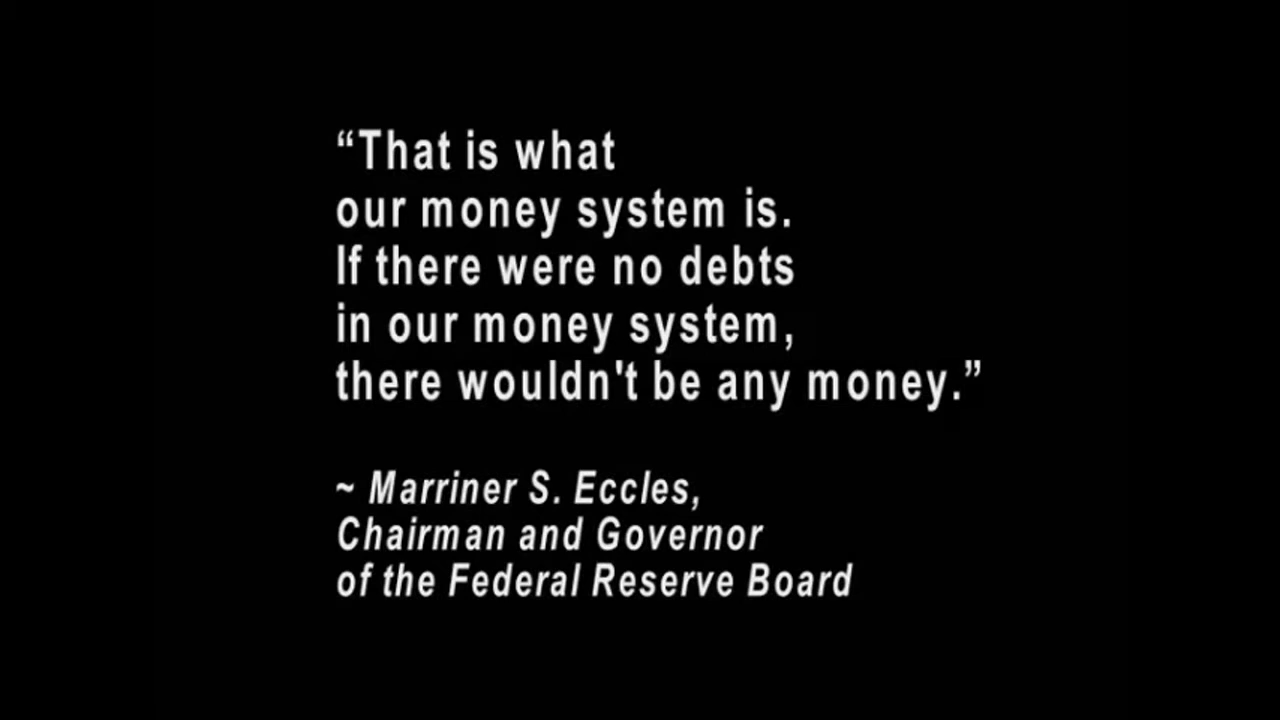 “That is what
our money system is.
If there were no debts
in our money system,
there wouldn't be any money.”
~ Marriner S. Eccles,
Chairman and Governor
of the Federal Reserve Board